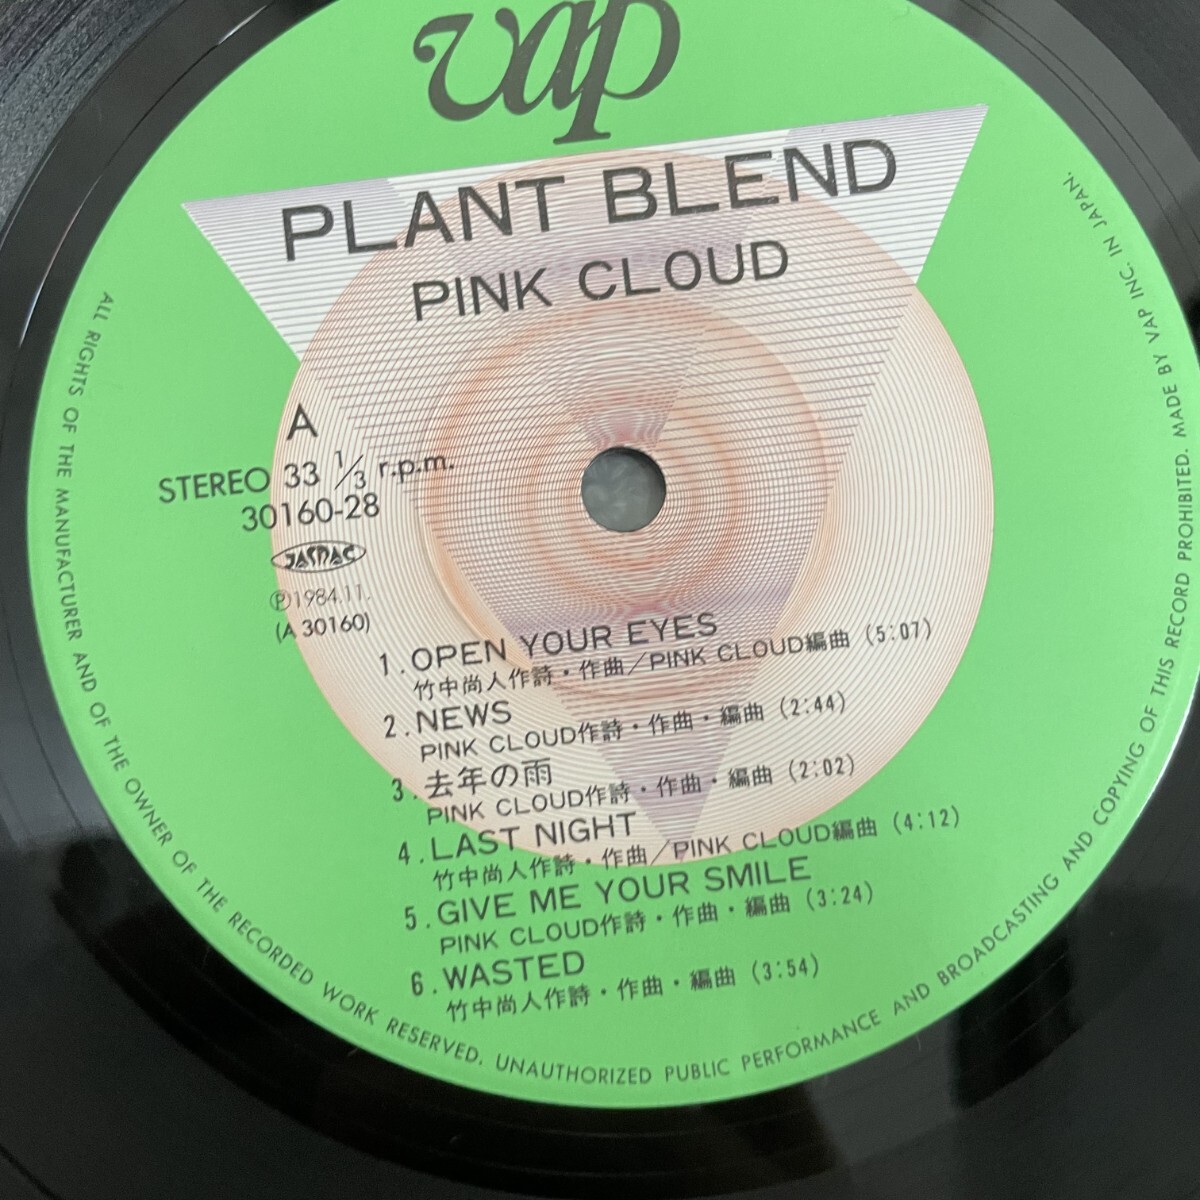 vap
PLANT BLEND
PINK CLOUD
A
STEREO 33 1/3 r.p.m.
30160-28
JASRAC
Ⓟ1984.11.
(A 30160)
1.OPEN YOUR EYES
竹中尚人作詩・作曲/PINK CLOUD編曲 (5:07)
2.NEWS
PINK CLOUD作詩・作曲・編曲 (2:44)
3.去年の雨
PINK CLOUD作詩・作曲・編曲 (2:02)
4.LAST NIGHT
竹中尚人作詩・作曲/PINK CLOUD編曲 (4:12)
5.GIVE ME YOUR SMILE
PINK CLOUD作詩・作曲・編曲 (3:24)
6.WASTED
竹中尚人作詩・作曲・編曲 (3:54)
ALL RIGHTS OF THE MANUFACTURER AND OF THE OWNER OF THE RECORDED WORK RESERVED. UNAUTHORIZED PUBLIC PERFORMANCE AND BROADCASTING AND COPYING OF THIS RECORD PROHIBITED. MADE BY VAP INC. IN JAPAN.